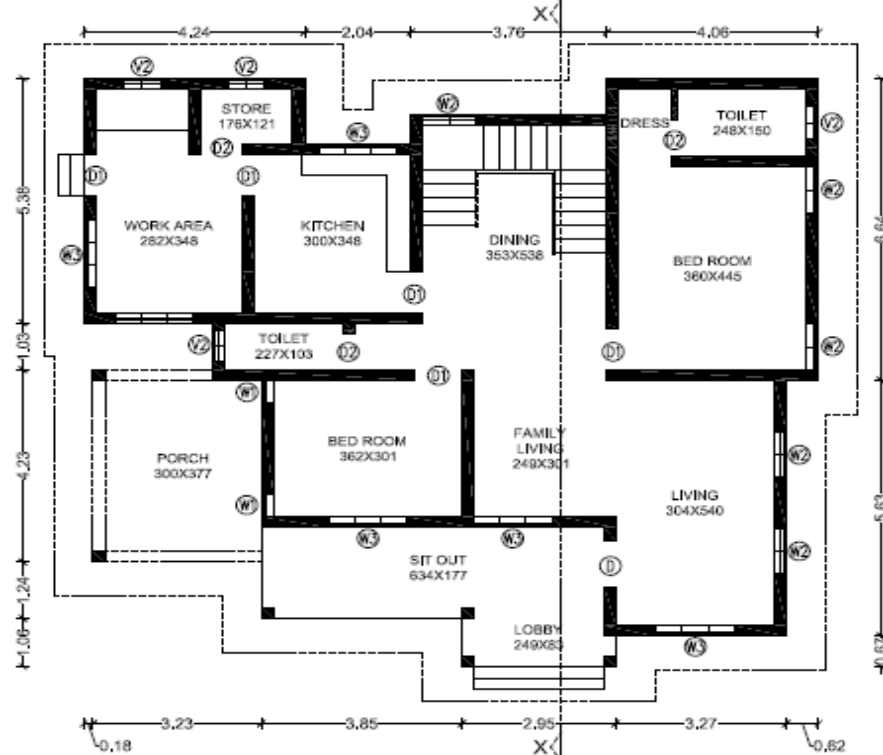 X
4.24 2.04 3.76 4.06
V2 V2
W2
STORE
176X121
DRESS
TOILET
248X150
V2
W3
D2
D2
D1
D1
W2
5.38
WORK AREA
282X348
KITCHEN
300X348
DINING
353X538
BED ROOM
360X445
W3
D1
V2
TOILET
227X103
D2
D1
W2
1.03
D1
W1
PORCH
300X377
BED ROOM
362X301
FAMILY
LIVING
249X301
LIVING
304X540
W2
4.23
5.63
W1
W3
W3
W2
SIT OUT
634X177
D
1.24
LOBBY
249X83
W3
1.06
0.67
3.23 3.85 2.95 3.27
0.18
X
0.62